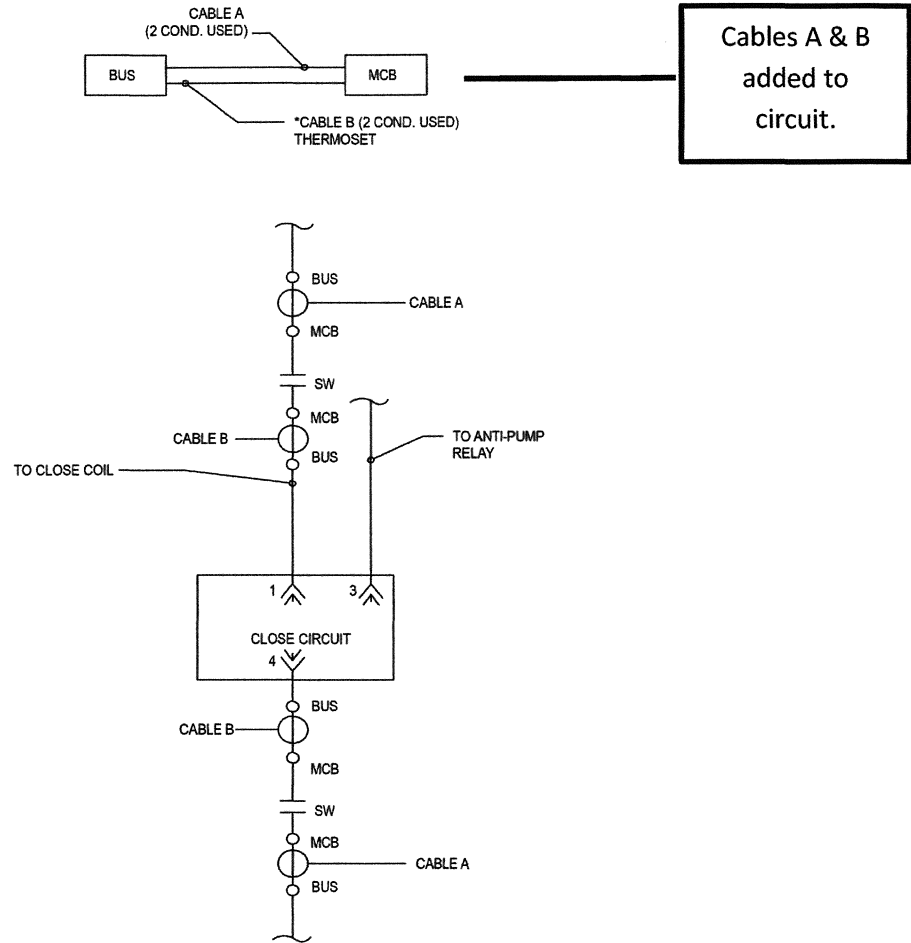 CABLE A
(2 COND. USED)
BUS
MCB
*CABLE B (2 COND. USED)
THERMOSET
Cables A & B
added to
circuit.
BUS
CABLE A
MCB
SW
MCB
CABLE B
BUS
TO ANTI-PUMP
RELAY
TO CLOSE COIL
1
3
CLOSE CIRCUIT
4
BUS
CABLE B
MCB
SW
MCB
CABLE A
BUS